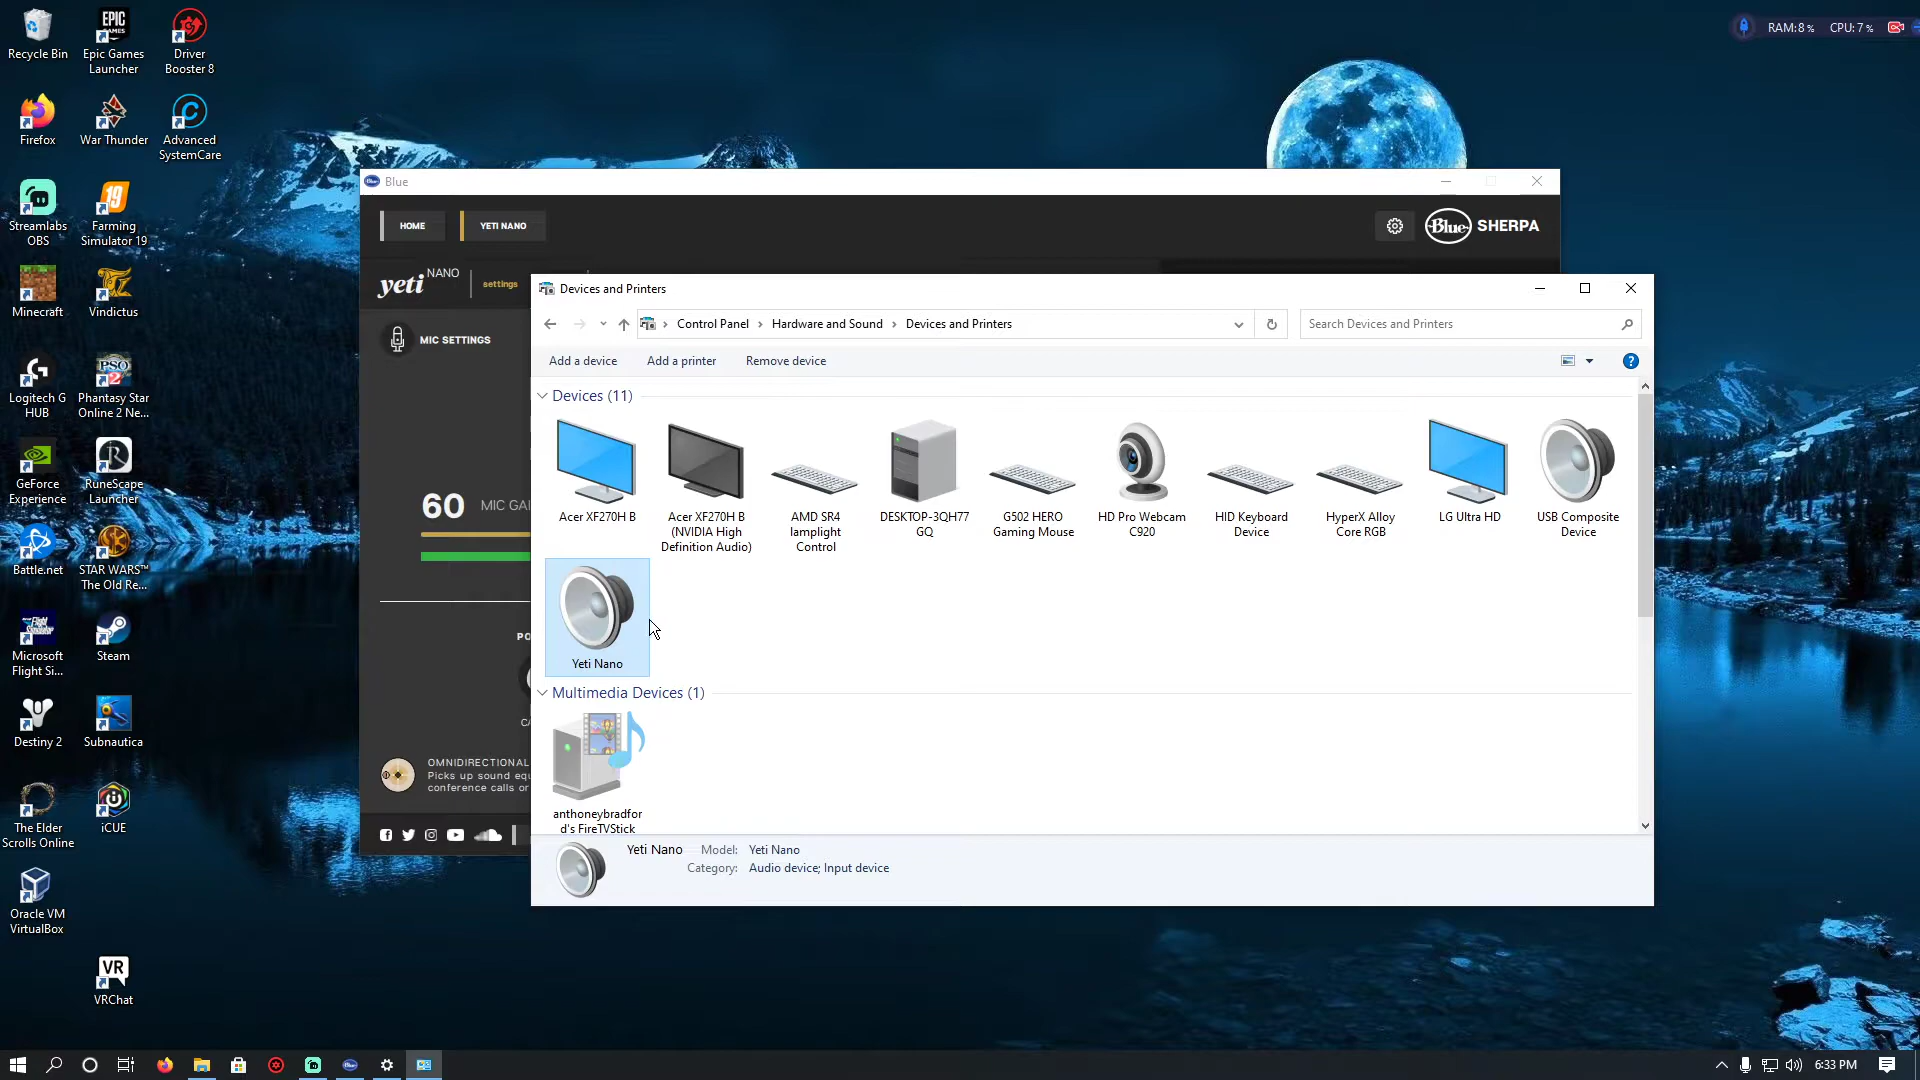 Recycle Bin
Epic Games
Launcher
Driver
Booster 8
Firefox
War Thunder
Advanced
SystemCare
Streamlabs
OBS
Farming
Simulator 19
Minecraft
Vindictus
Logitech G
HUB
Phantasy Star
Online 2 Ne...
GeForce
Experience
RuneScape
Launcher
Battle.net
STAR WARS™
The Old Re...
Microsoft
Flight Si...
Steam
Destiny 2
Subnautica
The Elder
Scrolls Online
iCUE
Oracle VM
VirtualBox
VRChat
RAM: 8 %
CPU: 7 %
Blue
HOME
YETI NANO
Blue SHERPA
yeti NANO
settings
MIC SETTINGS
60
MIC GAI
OMNIDIRECTIONAL
Picks up sound equ
conference calls or
Devices and Printers
Control Panel
Hardware and Sound
Devices and Printers
Search Devices and Printers
Add a device
Add a printer
Remove device
Devices (11)
Acer XF270H B
Acer XF270H B
(NVIDIA High
Definition Audio)
AMD SR4
lamplight
Control
DESKTOP-3QH77
GQ
G502 HERO
Gaming Mouse
HD Pro Webcam
C920
HID Keyboard
Device
HyperX Alloy
Core RGB
LG Ultra HD
USB Composite
Device
Yeti Nano
Multimedia Devices (1)
anthoneybradfor
d's FireTVStick
Yeti Nano
Model: Yeti Nano
Category: Audio device; Input device
6:33 PM